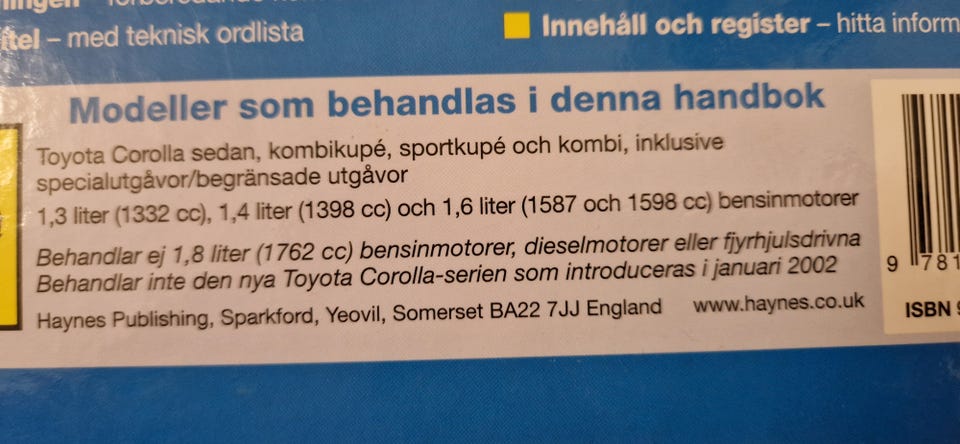 ningen
itel – med teknisk ordlista
Innehåll och register – hitta inform
Modeller som behandlas i denna handbok
Toyota Corolla sedan, kombikupé, sportkupé och kombi, inklusive
specialutgåvor/begränsade utgåvor
1,3 liter (1332 cc), 1,4 liter (1398 cc) och 1,6 liter (1587 och 1598 cc) bensinmotorer
Behandlar ej 1,8 liter (1762 cc) bensinmotorer, dieselmotorer eller fjyrhjulsdrivna
Behandlar inte den nya Toyota Corolla-serien som introduceras i januari 2002
Haynes Publishing, Sparkford, Yeovil, Somerset BA22 7JJ England www.haynes.co.uk
9 781
ISBN 9